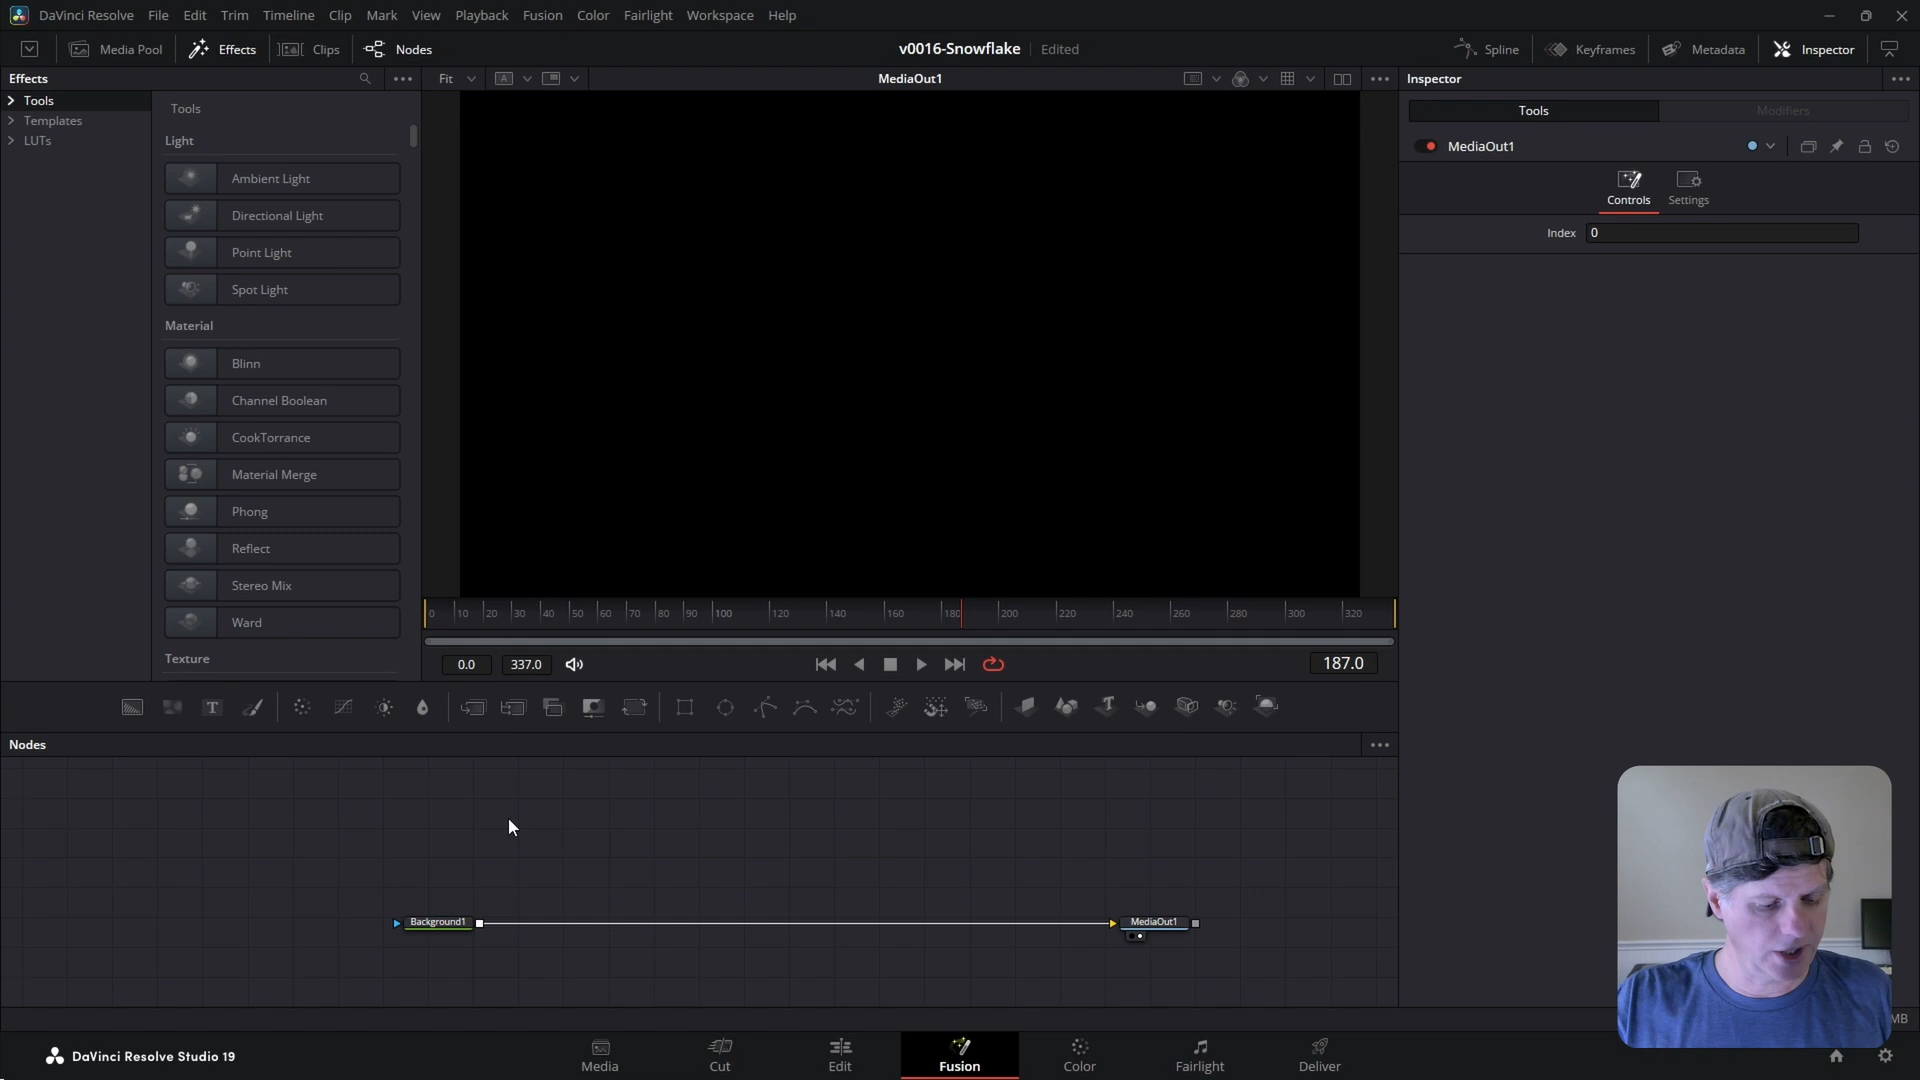 DaVinci Resolve File Edit Trim Timeline Clip Mark View Playback Fusion Color Fairlight Workspace Help
Media Pool Effects Clips Nodes v0016-Snowflake Edited Spline Keyframes Metadata Inspector
Effects Fit A MediaOut1 Inspector
Tools
Templates
LUTs
Tools
Light
Ambient Light
Directional Light
Point Light
Spot Light
Material
Blinn
Channel Boolean
CookTorrance
Material Merge
Phong
Reflect
Stereo Mix
Ward
Texture
Tools Modifiers
MediaOut1
Controls Settings
Index 0
0 10 20 30 40 50 60 70 80 90 100 120 140 160 180 200 220 240 260 280 300 320
0.0 337.0 187.0
T T
Nodes
Background1 MediaOut1
MB
DaVinci Resolve Studio 19 Media Cut Edit Fusion Color Fairlight Deliver